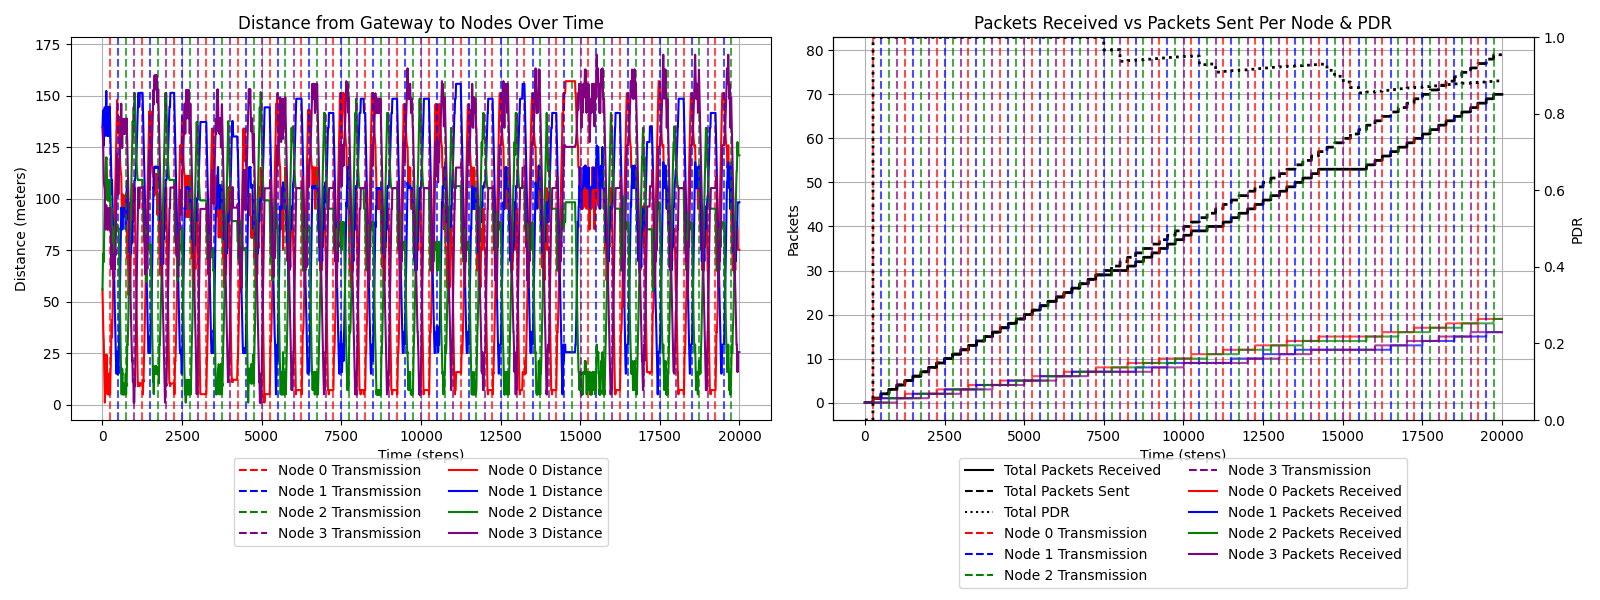 Distance from Gateway to Nodes Over Time
Distance (meters)
175
150
125
100
75
50
25
0
0 2500 5000 7500 10000 12500 15000 17500 20000
Time (steps)
Node 0 Transmission
Node 1 Transmission
Node 2 Transmission
Node 3 Transmission
Node 0 Distance
Node 1 Distance
Node 2 Distance
Node 3 Distance
Packets Received vs Packets Sent Per Node & PDR
Packets
80
70
60
50
40
30
20
10
0
1.0
0.8
0.6
0.4
0.2
0.0
PDR
0 2500 5000 7500 10000 12500 15000 17500 20000
Time (steps)
Total Packets Received
Total Packets Sent
Total PDR
Node 0 Transmission
Node 1 Transmission
Node 2 Transmission
Node 3 Transmission
Node 0 Packets Received
Node 1 Packets Received
Node 2 Packets Received
Node 3 Packets Received